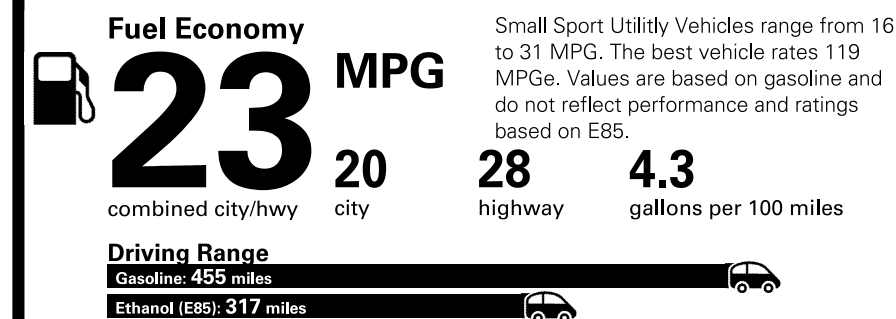 Fuel Economy
Small Sport Utilitly Vehicles range from 16
to 31 MPG. The best vehicle rates 119
MPGe. Values are based on gasoline and
do not reflect performance and ratings
based on E85.
23 MPG
combined city/hwy
20
city
28
highway
4.3
gallons per 100 miles
Driving Range
Gasoline: 455 miles
Ethanol (E85): 317 miles